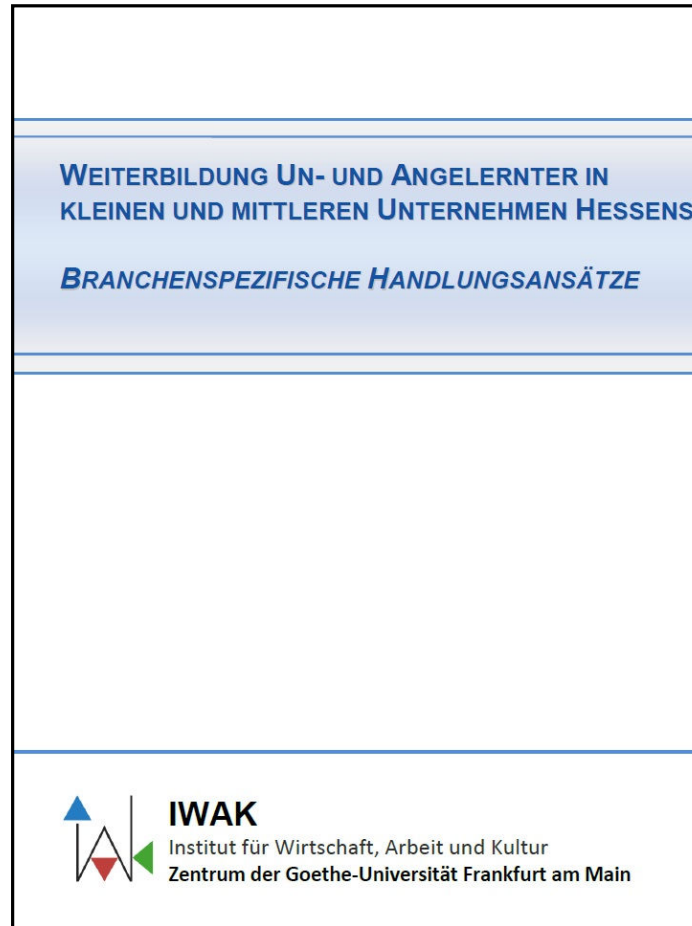 WEITERBILDUNG UN- UND ANGELERNTER IN
KLEINEN UND MITTLEREN UNTERNEHMEN HESSENS
BRANCHENSPEZIFISCHE HANDLUNGSANSÄTZE
IWAK
Institut für Wirtschaft, Arbeit und Kultur
Zentrum der Goethe-Universität Frankfurt am Main